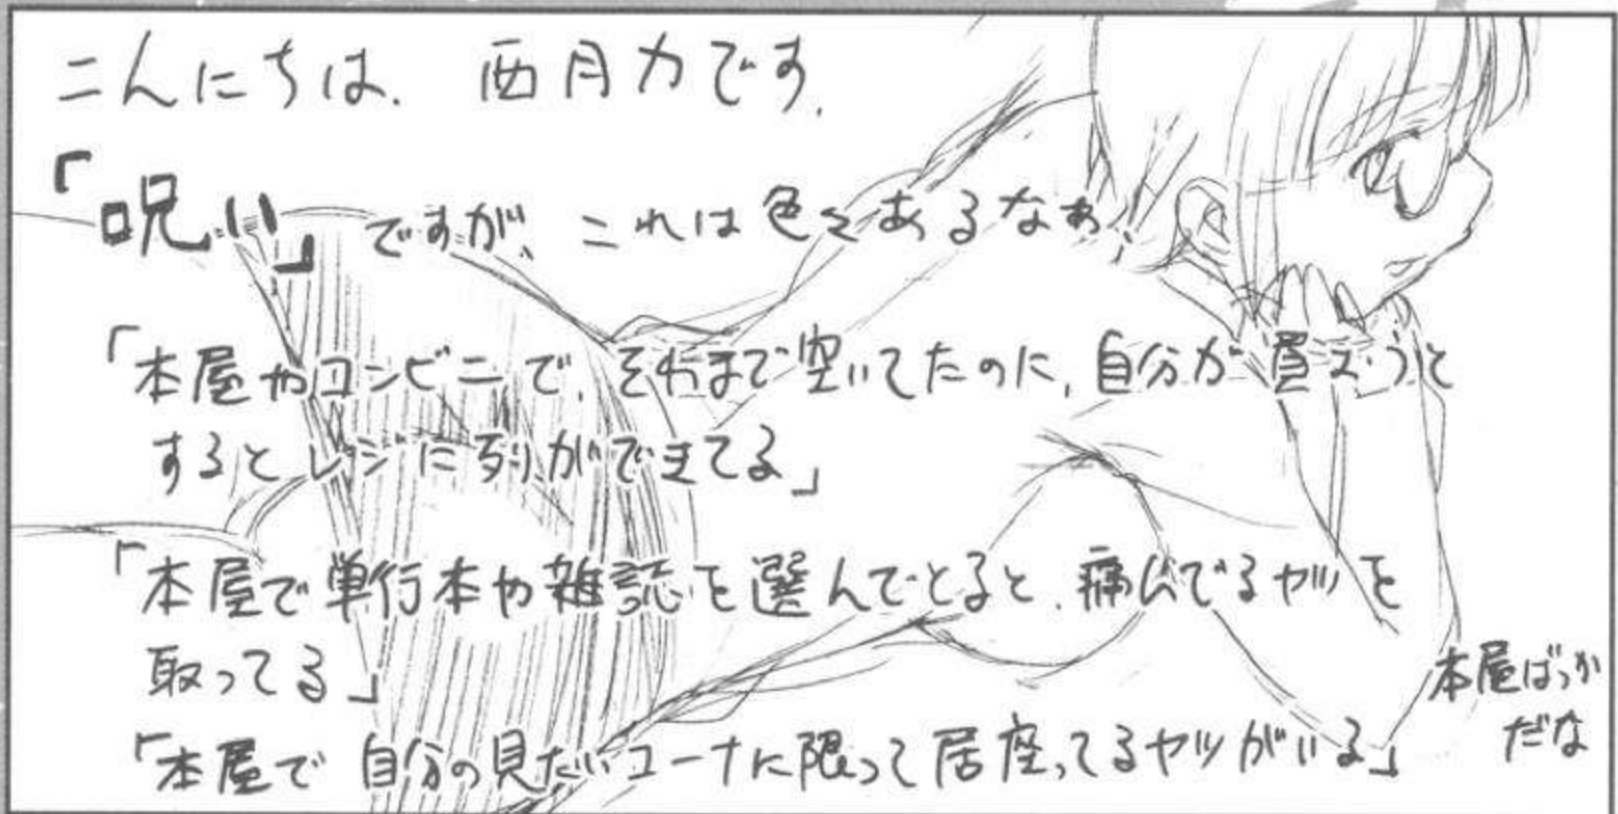 こんにちは、西月力です。
「呪い」ですが、これは色々あるなぁ、
「本屋やコンビニで、それまで空いてたのに、自分が買おうと
するとレジに列ができてる」
「本屋で単行本や雑誌を選んでとると、痛んでるヤツを
取ってる」
「本屋で自分の見たいコーナに限って居座ってるヤツがいる」
本屋ばっか
だな